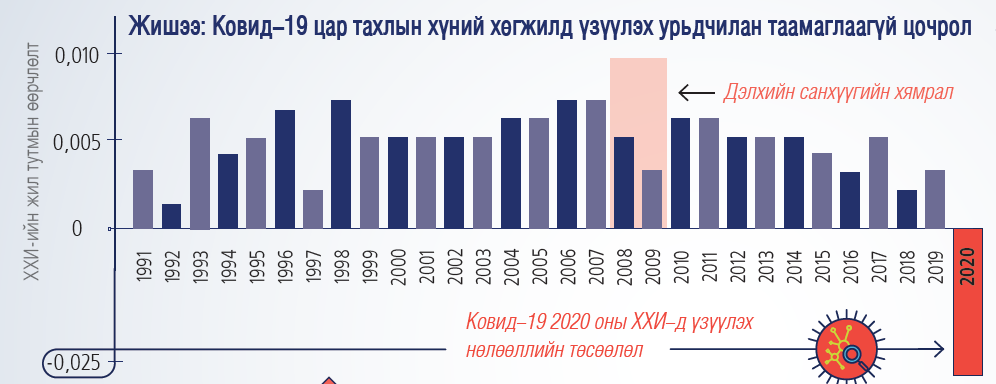 Жишээ: Ковид–19 цар тахлын хүний хөгжилд үзүүлэх урьдчилан таамаглаагүй цочрол
ХХИ-ийн жил тутмын өөрчлөлт
0,010
Дэлхийн санхүүгийн хямрал
0,005
0
1991 1992 1993 1994 1995 1996 1997 1998 1999 2000 2001 2002 2003 2004 2005 2006 2007 2008 2009 2010 2011 2012 2013 2014 2015 2016 2017 2018 2019 2020
Ковид–19 2020 оны ХХИ–д үзүүлэх
нөлөөллийн төсөөлөл
-0,025